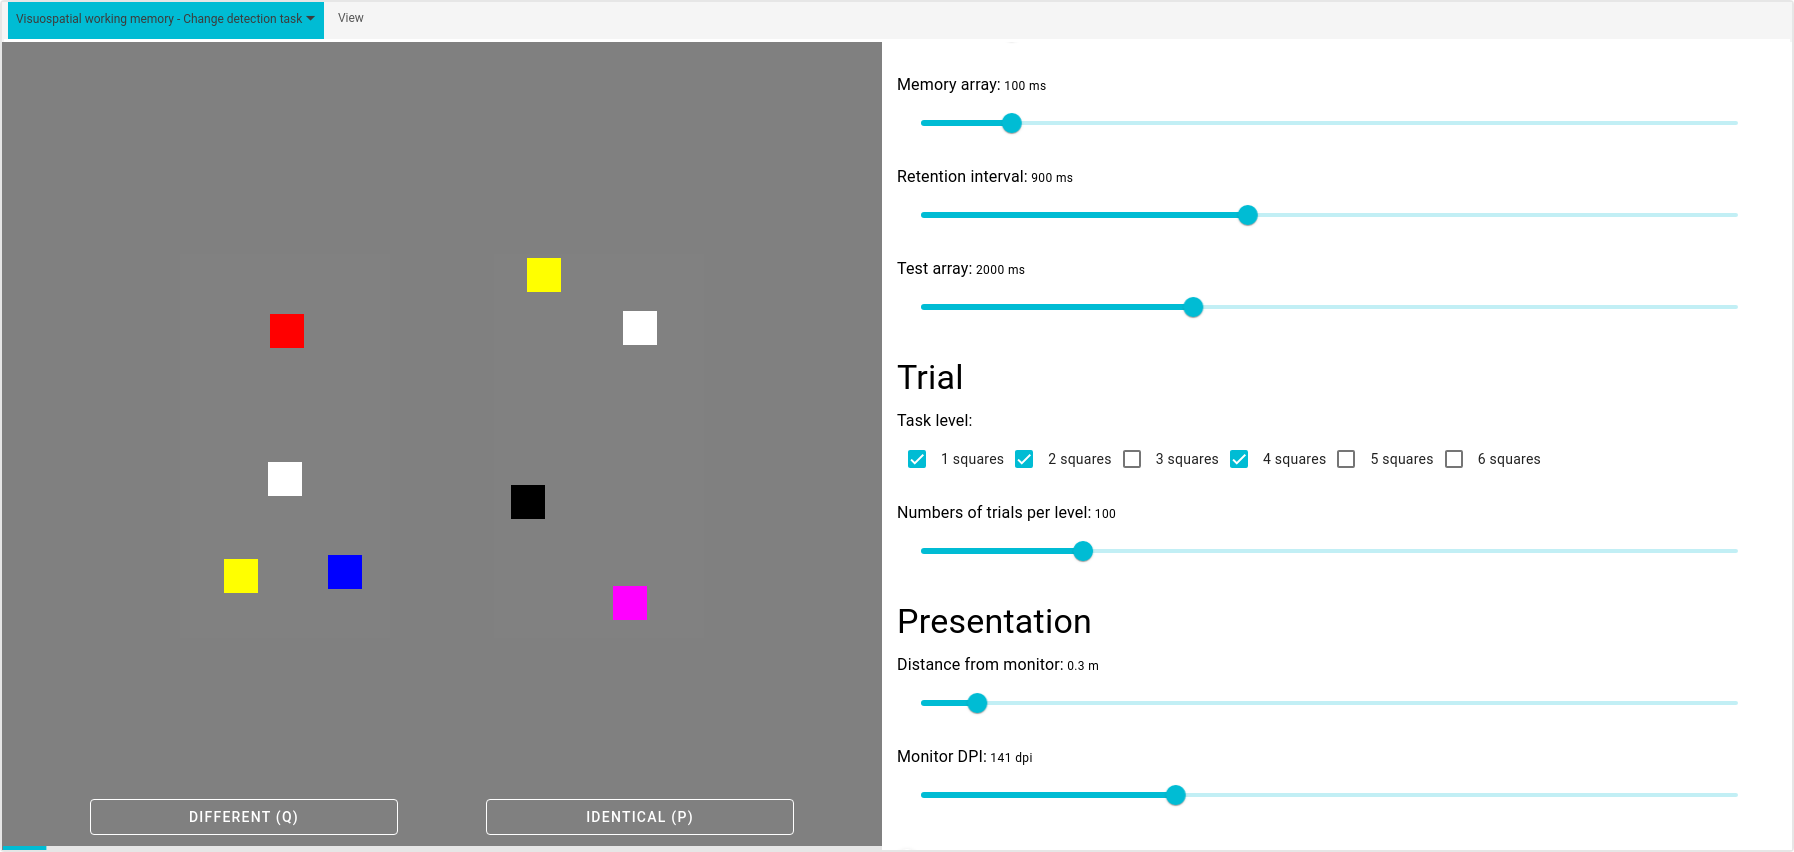 Visuospatial working memory - Change detection task View
Memory array: 100 ms
Retention interval: 900 ms
Test array: 2000 ms
Trial
Task level:
1 squares 2 squares 3 squares 4 squares 5 squares 6 squares
Numbers of trials per level: 100
Presentation
Distance from monitor: 0.3 m
Monitor DPI: 141 dpi
DIFFERENT (Q) IDENTICAL (P)